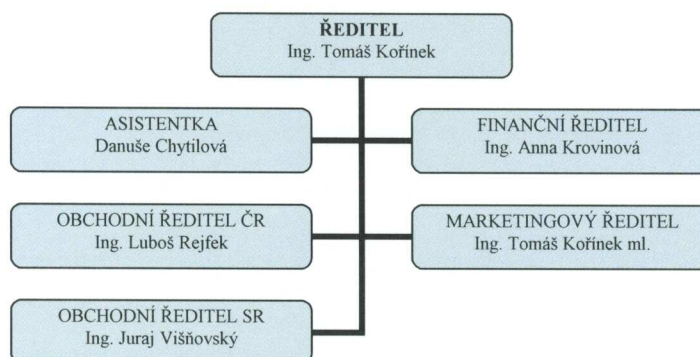 ŘEDITEL
Ing. Tomáš Kořínek
ASISTENTKA
Danuše Chytilová
FINANČNÍ ŘEDITEL
Ing. Anna Krovinová
OBCHODNÍ ŘEDITEL ČR
Ing. Luboš Rejfek
MARKETINGOVÝ ŘEDITEL
Ing. Tomáš Kořínek ml.
OBCHODNÍ ŘEDITEL SR
Ing. Juraj Višňovský